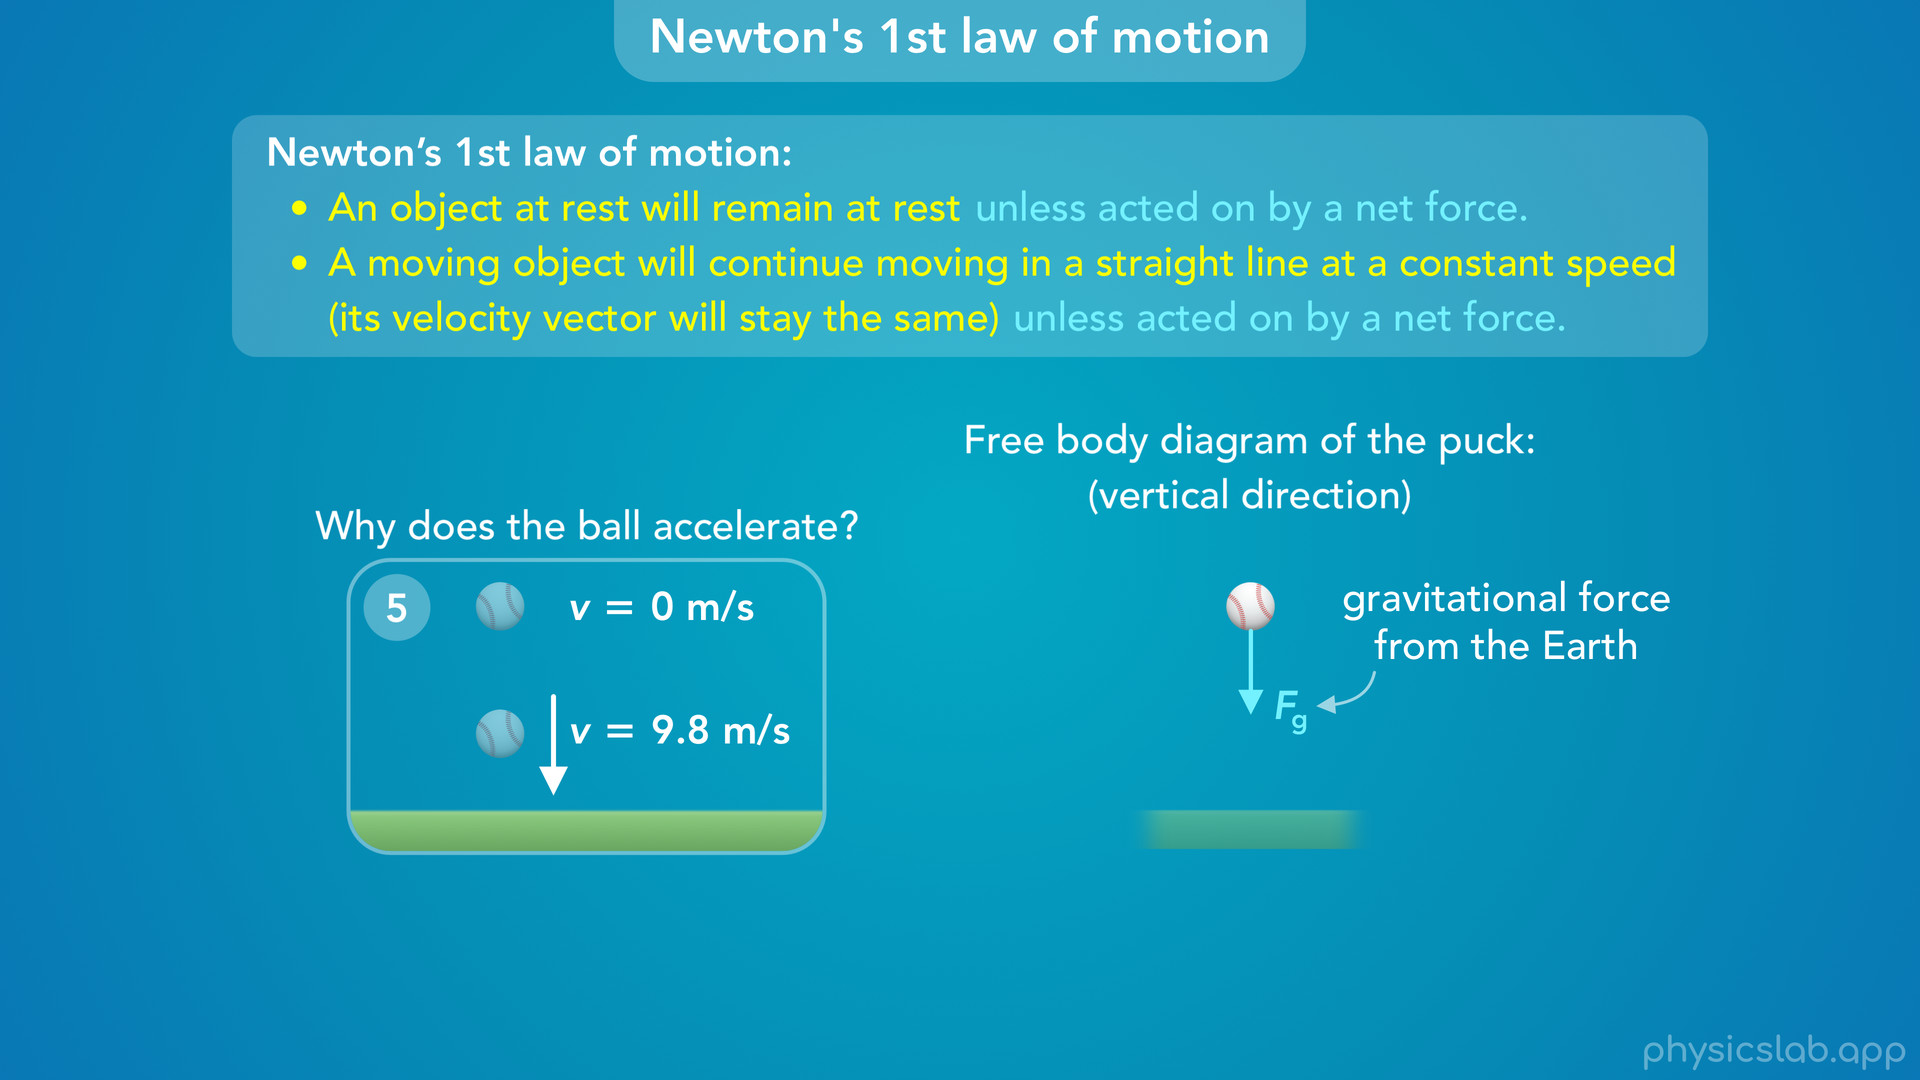 Newton's 1st law of motion
Newton’s 1st law of motion:
• An object at rest will remain at rest unless acted on by a net force.
• A moving object will continue moving in a straight line at a constant speed
(its velocity vector will stay the same) unless acted on by a net force.
Why does the ball accelerate?
5
v = 0 m/s
v = 9.8 m/s
Free body diagram of the puck:
(vertical direction)
gravitational force
from the Earth
Fg
physicslab.app